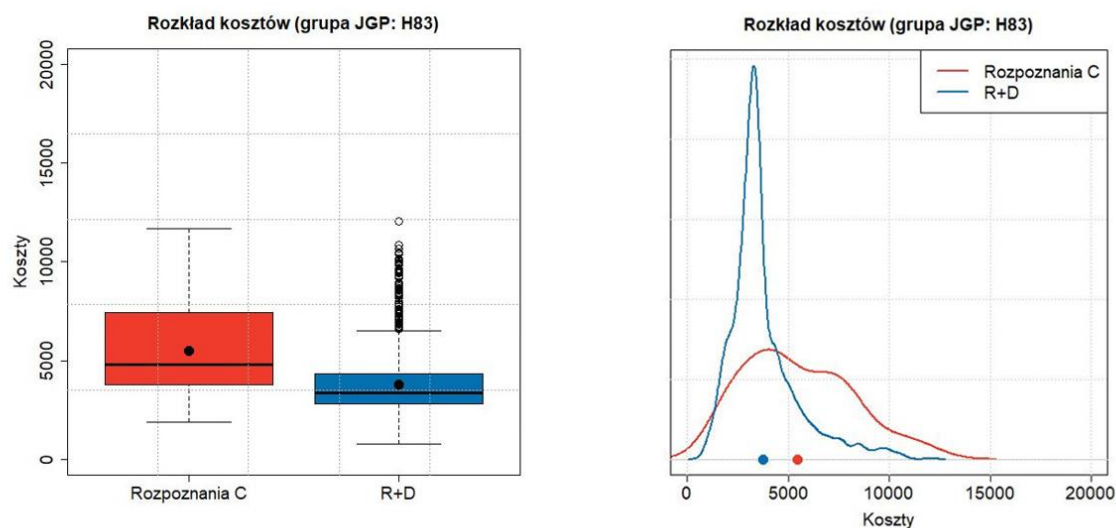 Rozkład kosztów (grupa JGP: H83)
Koszty
20000
15000
10000
5000
0
Rozpoznania C
R+D
Rozkład kosztów (grupa JGP: H83)
Rozpoznania C
R+D
0
5000
10000
15000
20000
Koszty